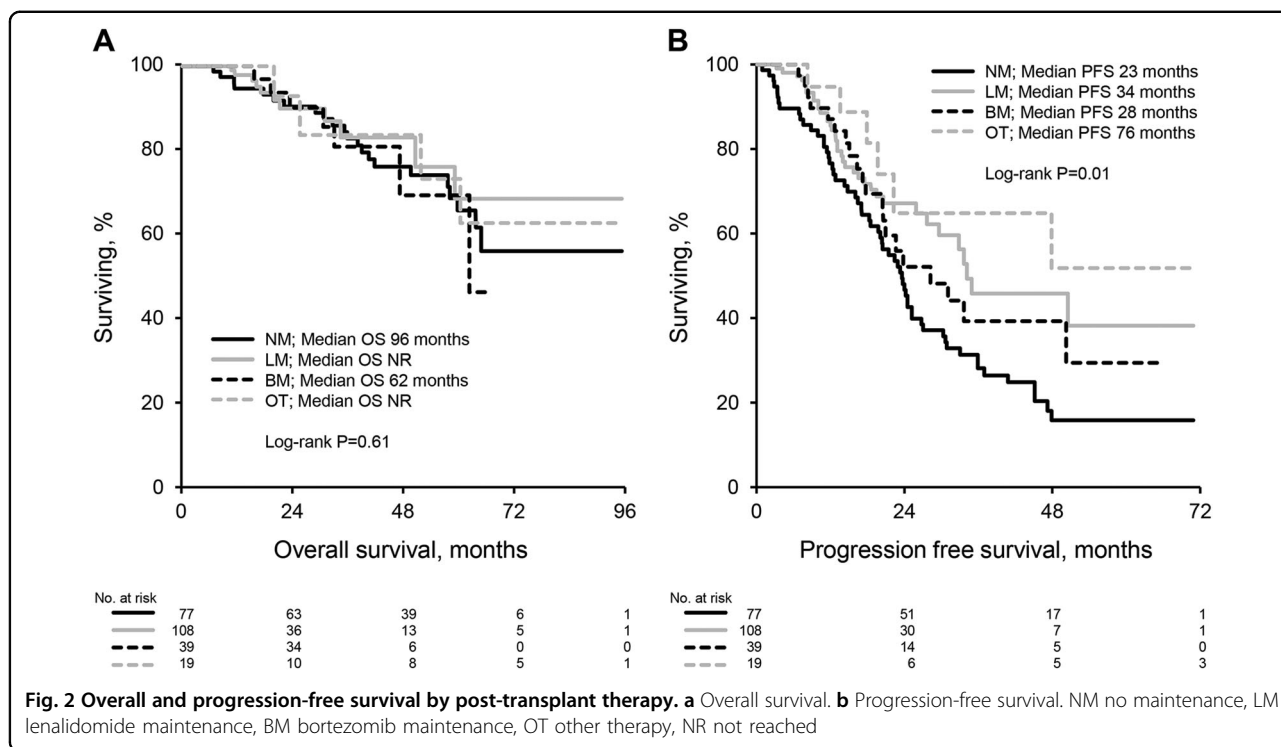 A
100
80
60
40
20
0
Surviving, %
NM; Median OS 96 months
LM; Median OS NR
BM; Median OS 62 months
OT; Median OS NR
Log-rank P=0.61
0 24 48 72 96
Overall survival, months
No. at risk
77 63 39 6 1
108 36 13 5 1
39 34 6 0 0
19 10 8 5 1
B
100
80
60
40
20
0
Surviving, %
NM; Median PFS 23 months
LM; Median PFS 34 months
BM; Median PFS 28 months
OT; Median PFS 76 months
Log-rank P=0.01
0 24 48 72
Progression free survival, months
No. at risk
77 51 17 1
108 30 7 1
39 14 5 0
19 6 5 3
Fig. 2 Overall and progression-free survival by post-transplant therapy. a Overall survival. b Progression-free survival. NM no maintenance, LM
lenalidomide maintenance, BM bortezomib maintenance, OT other therapy, NR not reached